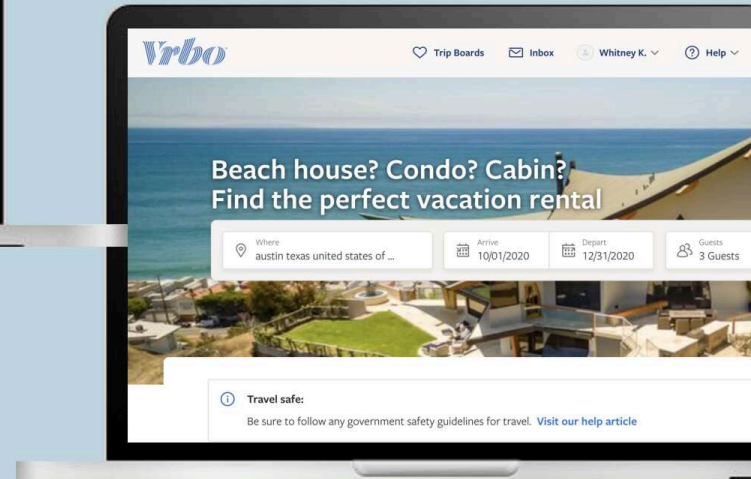 Vrbo
Trip Boards Inbox Whitney K. Help
Beach house? Condo? Cabin?
Find the perfect vacation rental
Where Arrive Depart Guests
austin texas united states of ... 10/01/2020 12/31/2020 3 Guests
Travel safe:
Be sure to follow any government safety guidelines for travel. Visit our help article